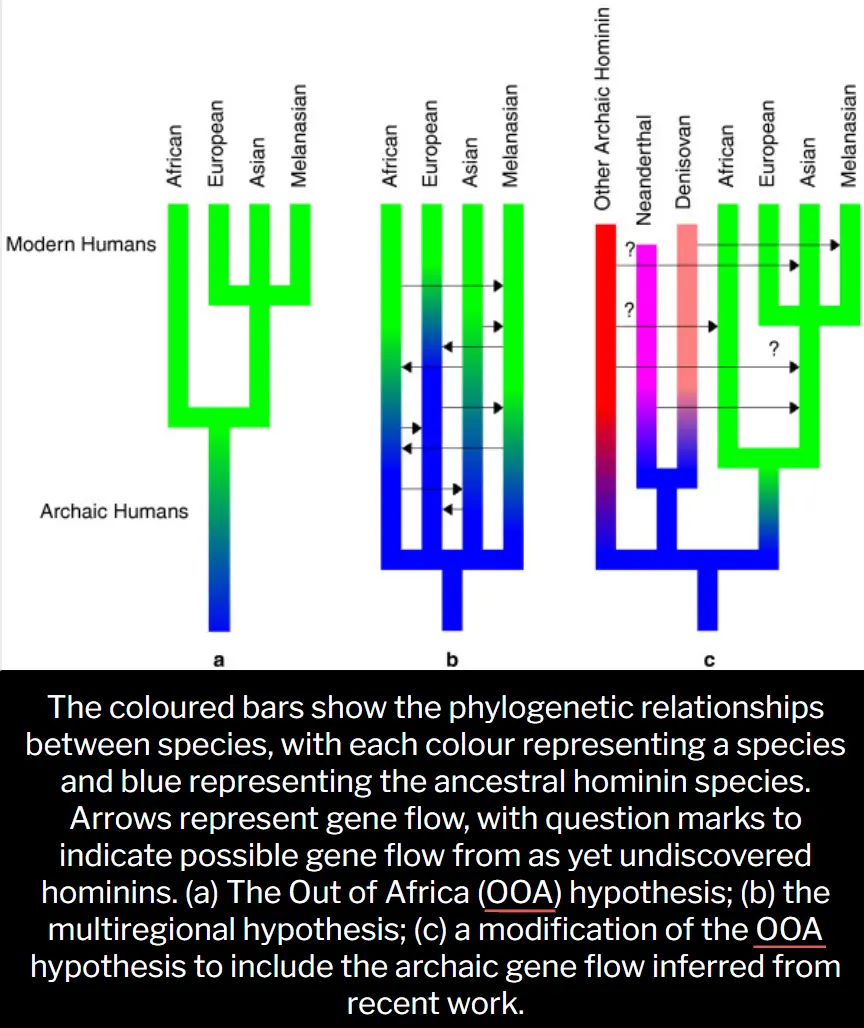 African
European
Asian
Melanasian
African
European
Asian
Melanasian
Other Archaic Hominin
Neanderthal
Denisovan
African
European
Asian
Melanasian
Modern Humans
?
?
?
Archaic Humans
a
b
c
The coloured bars show the phylogenetic relationships
between species, with each colour representing a species
and blue representing the ancestral hominin species.
Arrows represent gene flow, with question marks to
indicate possible gene flow from as yet undiscovered
hominins. (a) The Out of Africa (OOA) hypothesis; (b) the
multiregional hypothesis; (c) a modification of the OOA
hypothesis to include the archaic gene flow inferred from
recent work.